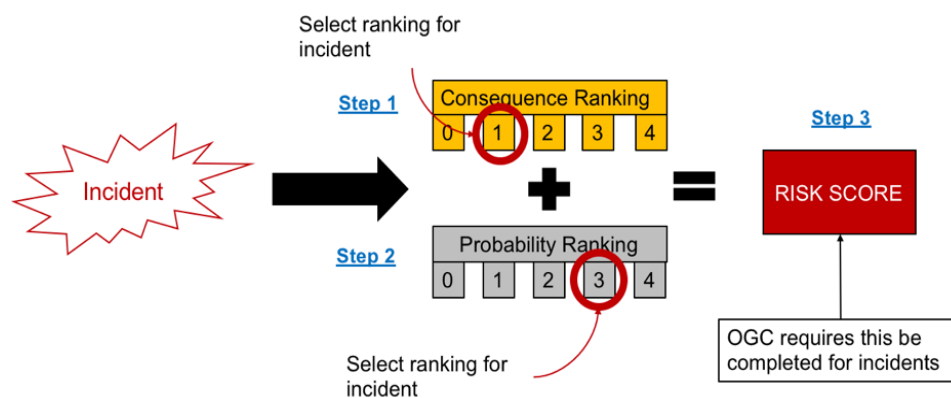 Select ranking for
incident
Step 1
Consequence Ranking
0 1 2 3 4
Step 3
Incident
RISK SCORE
Step 2
Probability Ranking
0 1 2 3 4
OGC requires this be
completed for incidents
Select ranking for
incident